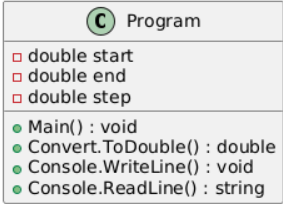 C Program
double start
double end
double step
Main() : void
Convert.ToDouble() : double
Console.WriteLine() : void
Console.ReadLine() : string